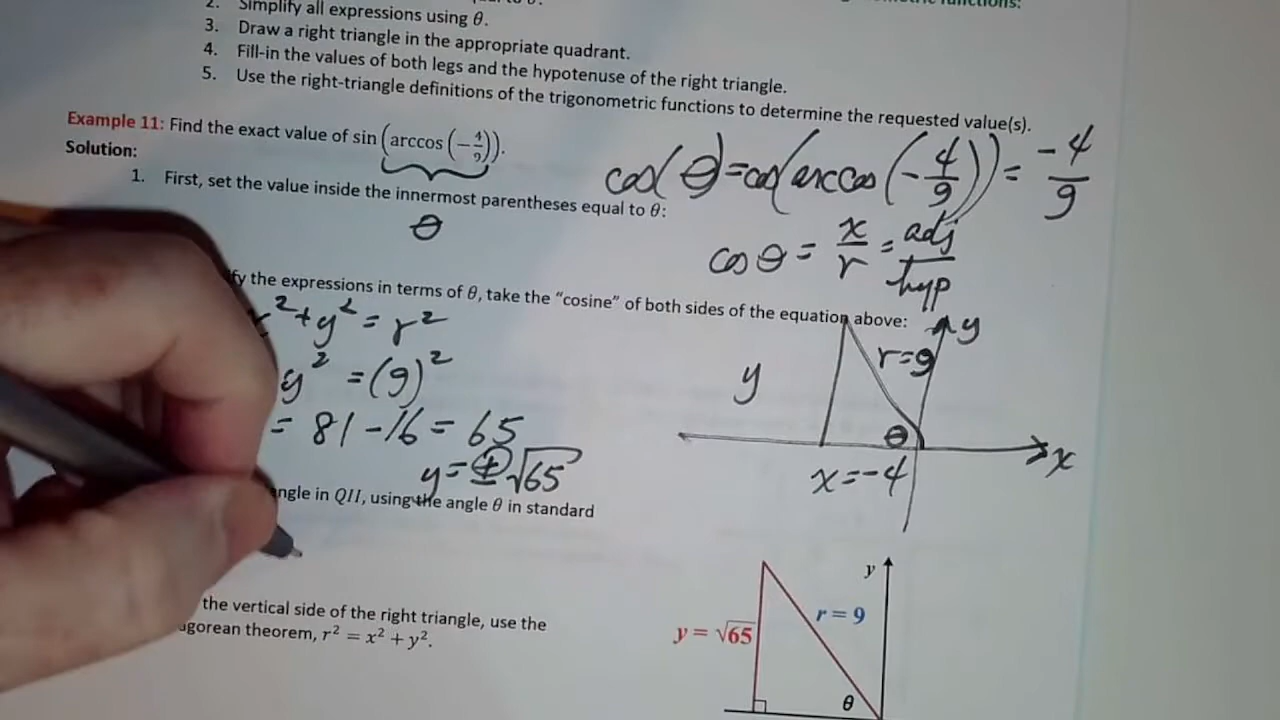 2. Simplify all expressions using θ.
3. Draw a right triangle in the appropriate quadrant.
4. Fill-in the values of both legs and the hypotenuse of the right triangle.
5. Use the right-triangle definitions of the trigonometric functions to determine the requested value(s).
Example 11: Find the exact value of sin (arccos (-4/9)).
Solution:
cos(θ)=cos(arccos(-4/9))= -4/9
1. First, set the value inside the innermost parentheses equal to θ:
θ
cos θ = x/r = adj/hyp
the expressions in terms of θ, take the "cosine" of both sides of the equation above:
²+y² = r²
y² = (9)²
= 81-16 = 65
y=±√65
y
r=9
y
θ
x
x=-4
angle in QII, using the angle θ in standard
the vertical side of the right triangle, use the
theorem, r² = x² + y².
y
r = 9
y = √65
θ